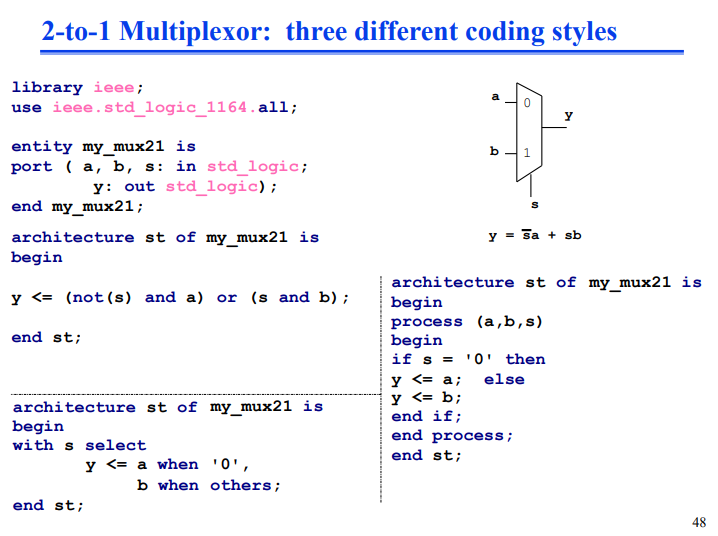 2-to-1 Multiplexor:  three different coding styles
library ieee;
use ieee.std_logic_1164.all;
entity my_mux21 is
port ( a, b, s: in std_logic;
y: out std_logic);
end my_mux21;
architecture st of my_mux21 is
begin
y <= (not(s) and a) or (s and b);
end st;
architecture st of my_mux21 is
begin
with s select
y <= a when '0',
b when others;
end st;
a
0
y
b
1
s
y = s̅a + sb
architecture st of my_mux21 is
begin
process (a,b,s)
begin
if s = '0' then
y <= a;  else
y <= b;
end if;
end process;
end st;
48